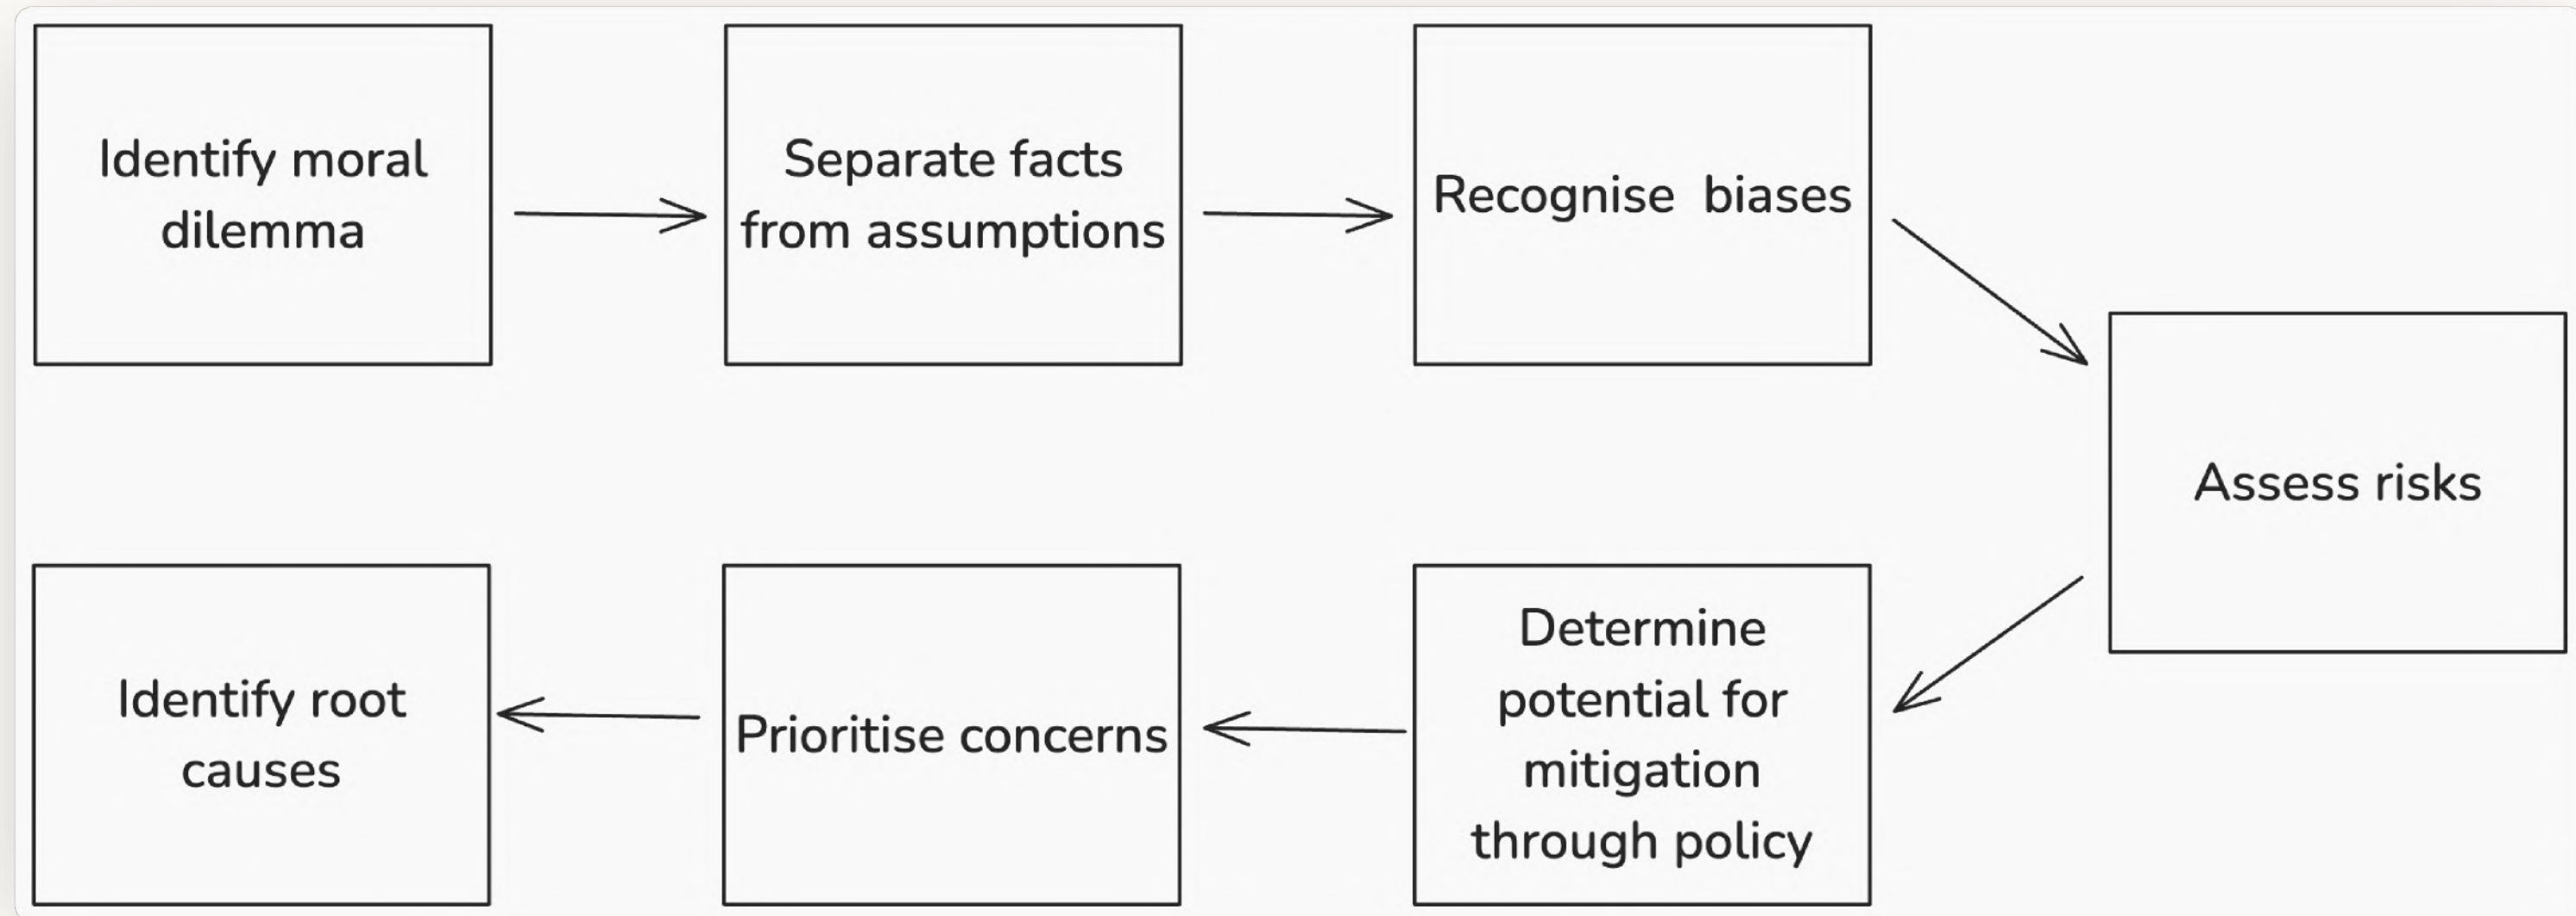 Identify moral
dilemma
Separate facts
from assumptions
Recognise  biases
Assess risks
Determine
potential for
mitigation
through policy
Prioritise concerns
Identify root
causes